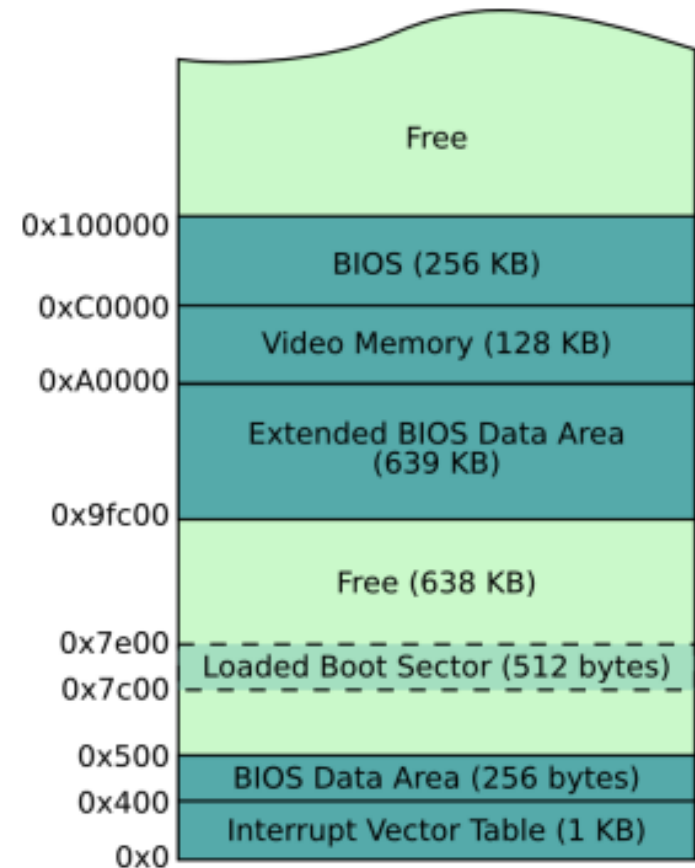 Free
0x100000
BIOS (256 KB)
0xC0000
Video Memory (128 KB)
0xA0000
Extended BIOS Data Area
(639 KB)
0x9fc00
Free (638 KB)
0x7e00
Loaded Boot Sector (512 bytes)
0x7c00
0x500
BIOS Data Area (256 bytes)
0x400
Interrupt Vector Table (1 KB)
0x0